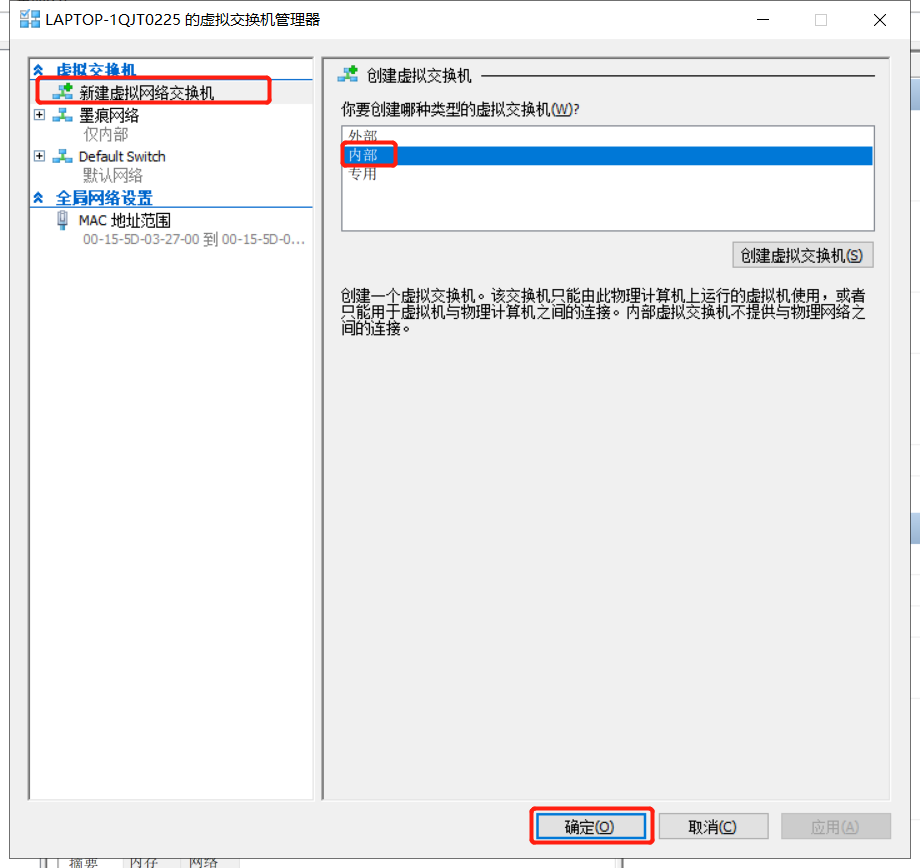 LAPTOP-1QJT0225 的虚拟交换机管理器
虚拟交换机
新建虚拟网络交换机
墨痕网络
仅内部
Default Switch
默认网络
全局网络设置
MAC 地址范围
00-15-5D-03-27-00 到 00-15-5D-0...
创建虚拟交换机
你要创建哪种类型的虚拟交换机(W)?
外部
内部
专用
创建虚拟交换机(S)
创建一个虚拟交换机。该交换机只能由此物理计算机上运行的虚拟机使用，或者
只能用于虚拟机与物理计算机之间的连接。内部虚拟交换机不提供与物理网络之
间的连接。
确定(O)
取消(C)
应用(A)
摘要 内存 网络